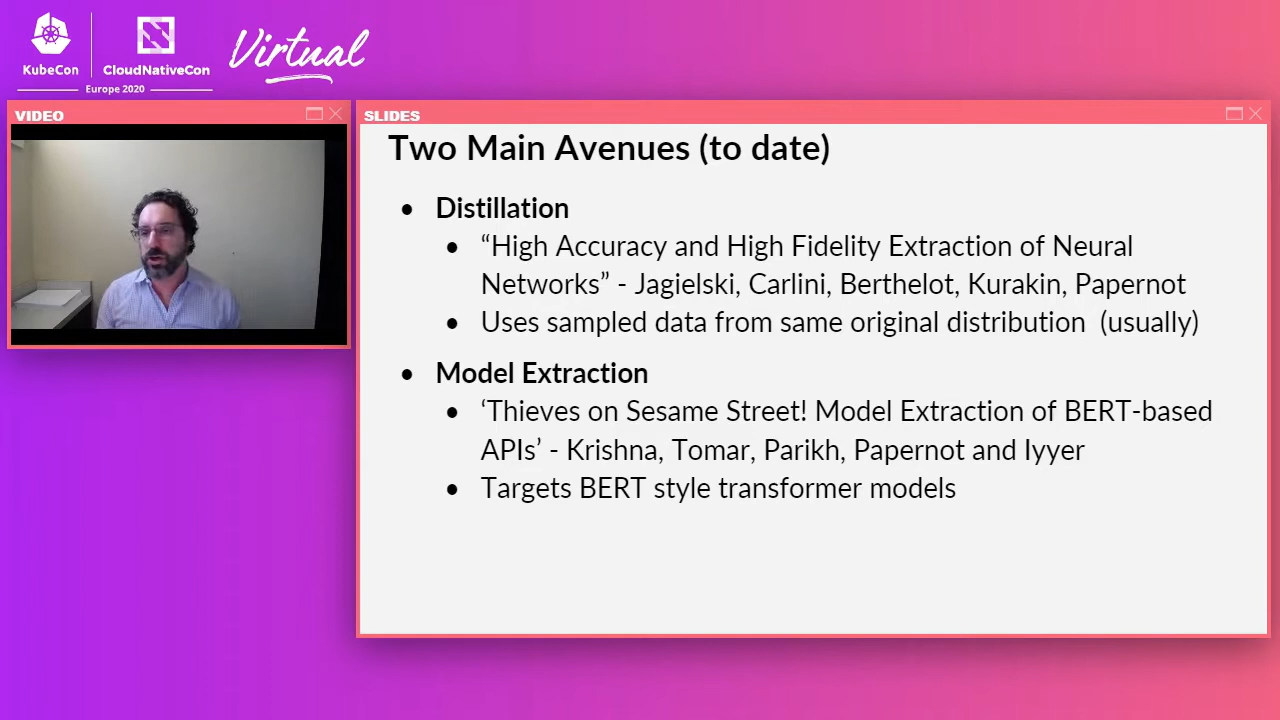 KubeCon
CloudNativeCon
Europe 2020
Virtual
VIDEO
SLIDES
Two Main Avenues (to date)
• Distillation
• “High Accuracy and High Fidelity Extraction of Neural
Networks” - Jagielski, Carlini, Berthelot, Kurakin, Papernot
• Uses sampled data from same original distribution (usually)
• Model Extraction
• ‘Thieves on Sesame Street! Model Extraction of BERT-based
APIs’ - Krishna, Tomar, Parikh, Papernot and Iyyer
• Targets BERT style transformer models